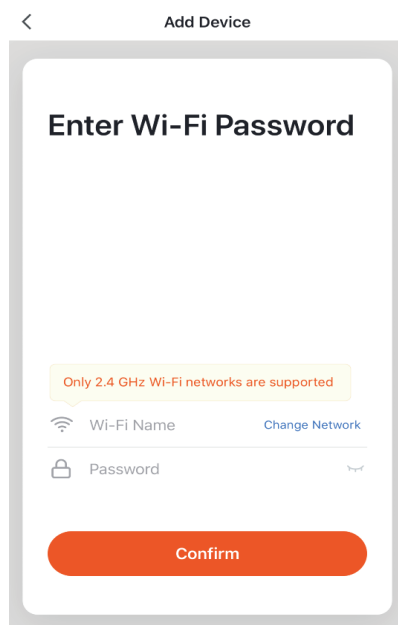 Add Device
Enter Wi-Fi Password
Only 2.4 GHz Wi-Fi networks are supported
Wi-Fi Name Change Network
Password
Confirm